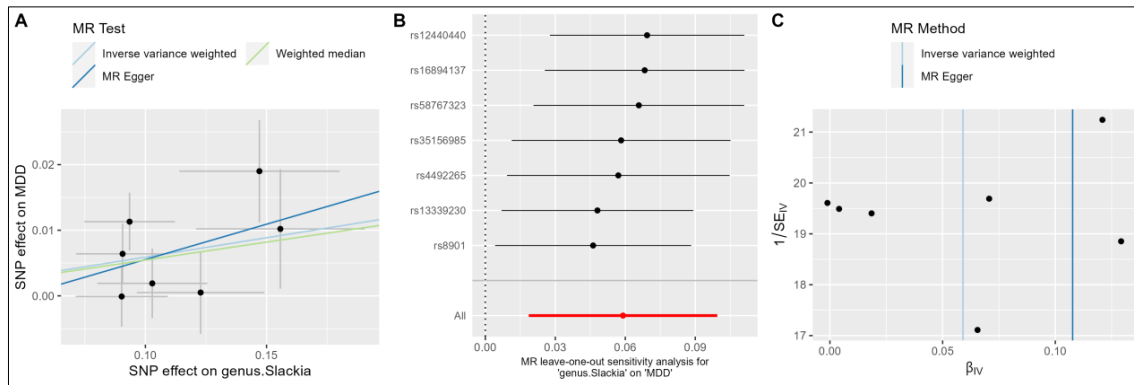 A
MR Test
Inverse variance weighted
Weighted median
MR Egger
SNP effect on MDD
0.02
0.01
0.00
0.10
0.15
SNP effect on genus.Slackia
B
rs12440440
rs16894137
rs58767323
rs35156985
rs4492265
rs13339230
rs8901
All
0.00
0.03
0.06
0.09
MR leave-one-out sensitivity analysis for
'genus.Slackia' on 'MDD'
C
MR Method
Inverse variance weighted
MR Egger
1/SEIV
21
20
19
18
17
0.00
0.05
0.10
βIV